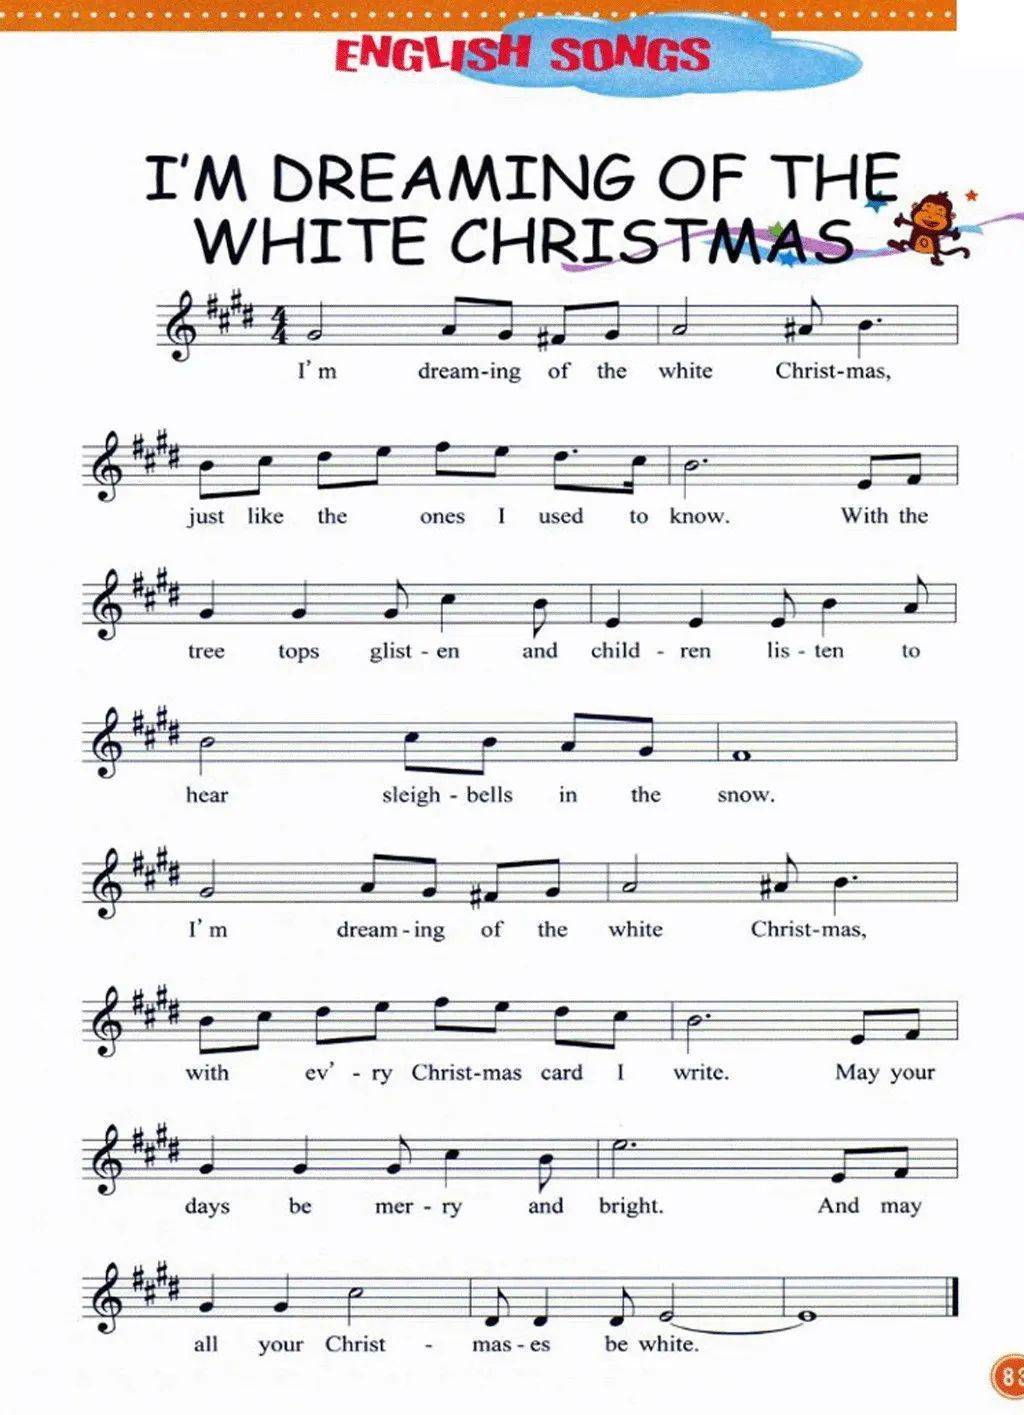 ENGLISH SONGS
I'M DREAMING OF THE
WHITE CHRISTMAS
4
4
I'm dream-ing of the white Christ-mas,
just like the ones I used to know. With the
tree tops glist-en and child-ren lis-ten to
hear sleigh-bells in the snow.
I'm dream-ing of the white Christ-mas,
with ev'-ry Christ-mas card I write. May your
days be mer-ry and bright. And may
all your Christ-mas-es be white.
83